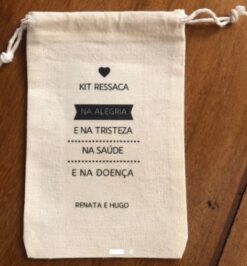 KIT RESSACA
NA ALEGRIA
E NA TRISTEZA
NA SAÚDE
E NA DOENÇA
RENATA E HUGO